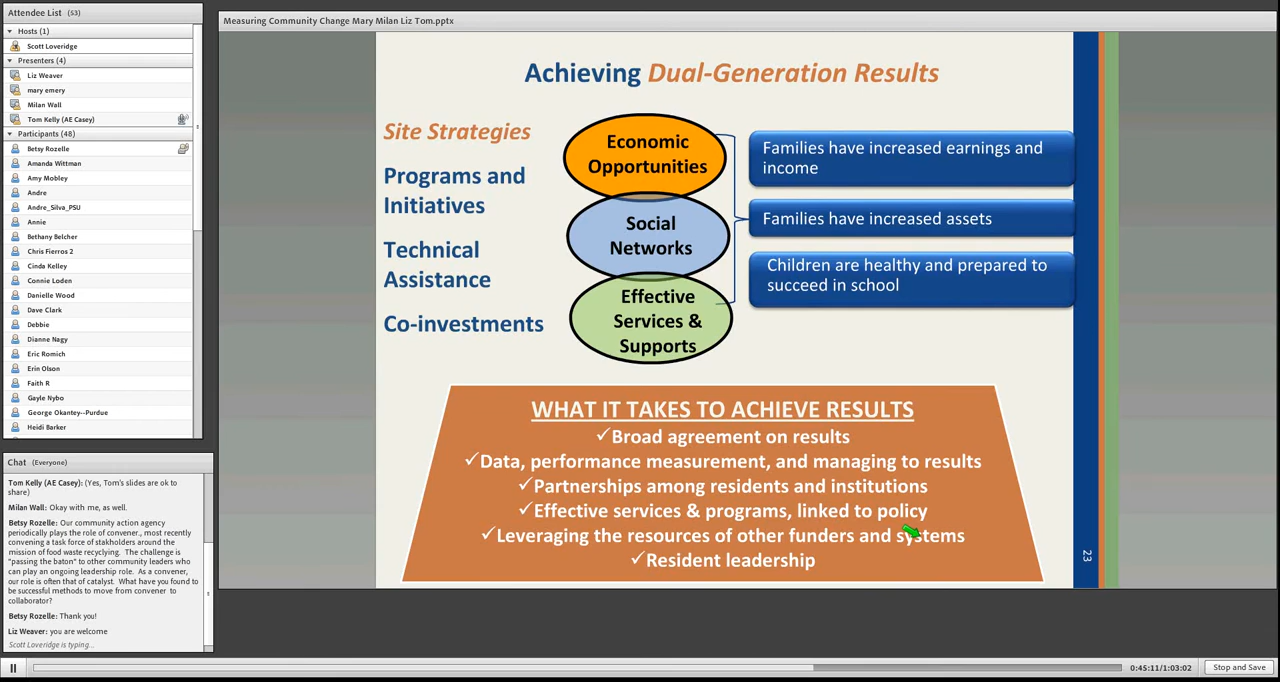 Attendee List (53)
Hosts (1)
Scott Loveridge
Presenters (4)
Liz Weaver
mary emery
Milan Wall
Tom Kelly (AE Casey)
Participants (48)
Betsy Rozelle
Amanda Wittman
Amy Mobley
Andre
Andre_Silva_PSU
Annie
Bethany Belcher
Chris Fierros 2
Cinda Kelley
Connie Loden
Danielle Wood
Dave Clark
Debbie
Dianne Nagy
Eric Romich
Erin Olson
Faith R
Gayle Nybo
George Okantey--Purdue
Heidi Barker
Chat (Everyone)
Tom Kelly (AE Casey): (Yes, Tom's slides are ok to
share)
Milan Wall: Okay with me, as well.
Betsy Rozelle: Our community action agency
periodically plays the role of convener., most recently
convening a task force of stakholders around the
mission of food waste recyclying. The challenge is
"passing the baton" to other community leaders who
can play an ongoing leadership role. As a convener,
our role is often that of catalyst. What have you found to
be successful methods to move from convener to
collaborator?
Betsy Rozelle: Thank you!
Liz Weaver: you are welcome
Scott Loveridge is typing...
Measuring Community Change Mary Milan Liz Tom.pptx
Achieving Dual-Generation Results
Site Strategies
Programs and
Initiatives
Technical
Assistance
Co-investments
Economic
Opportunities
Social
Networks
Effective
Services &
Supports
Families have increased earnings and
income
Families have increased assets
Children are healthy and prepared to
succeed in school
WHAT IT TAKES TO ACHIEVE RESULTS
✓Broad agreement on results
✓Data, performance measurement, and managing to results
✓Partnerships among residents and institutions
✓Effective services & programs, linked to policy
✓Leveraging the resources of other funders and systems
✓Resident leadership
23
0:45:11/1:03:02
Stop and Save